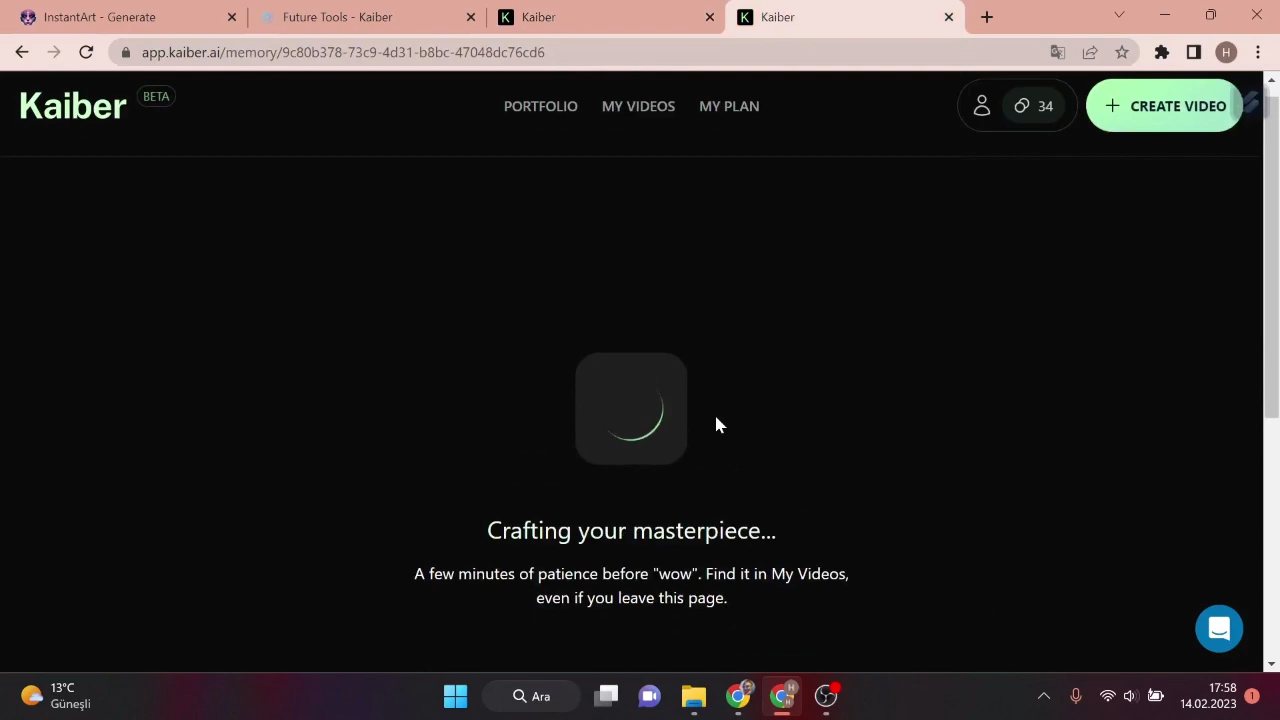 InstantArt - Generate
Future Tools - Kaiber
K Kaiber
K Kaiber
app.kaiber.ai/memory/9c80b378-73c9-4d31-b8bc-47048dc76cd6
H
Kaiber BETA
PORTFOLIO MY VIDEOS MY PLAN
34
CREATE VIDEO
Crafting your masterpiece...
A few minutes of patience before "wow". Find it in My Videos,
even if you leave this page.
13°C
Güneşli
Ara
H
17:58
14.02.2023
1